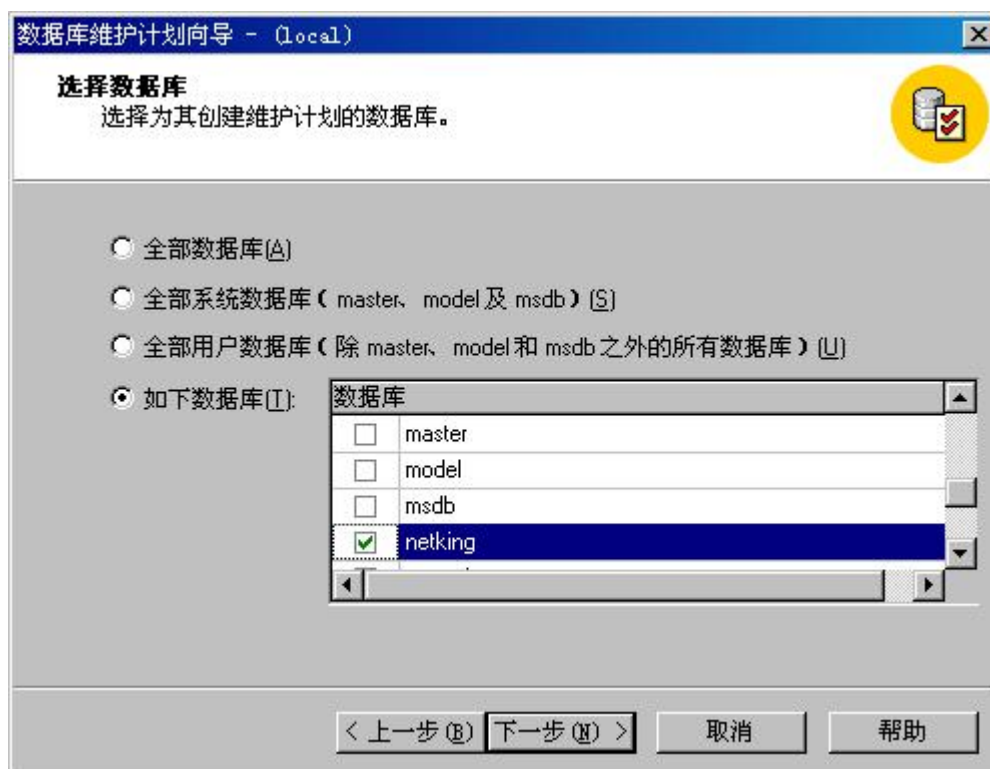 数据库维护计划向导 - (local)
选择数据库
选择为其创建维护计划的数据库。
全部数据库(A)
全部系统数据库(master、model 及 msdb)(S)
全部用户数据库(除 master、model 和 msdb 之外的所有数据库)(U)
如下数据库(T):
数据库
master
model
msdb
netking
< 上一步(B)
下一步(N) >
取消
帮助